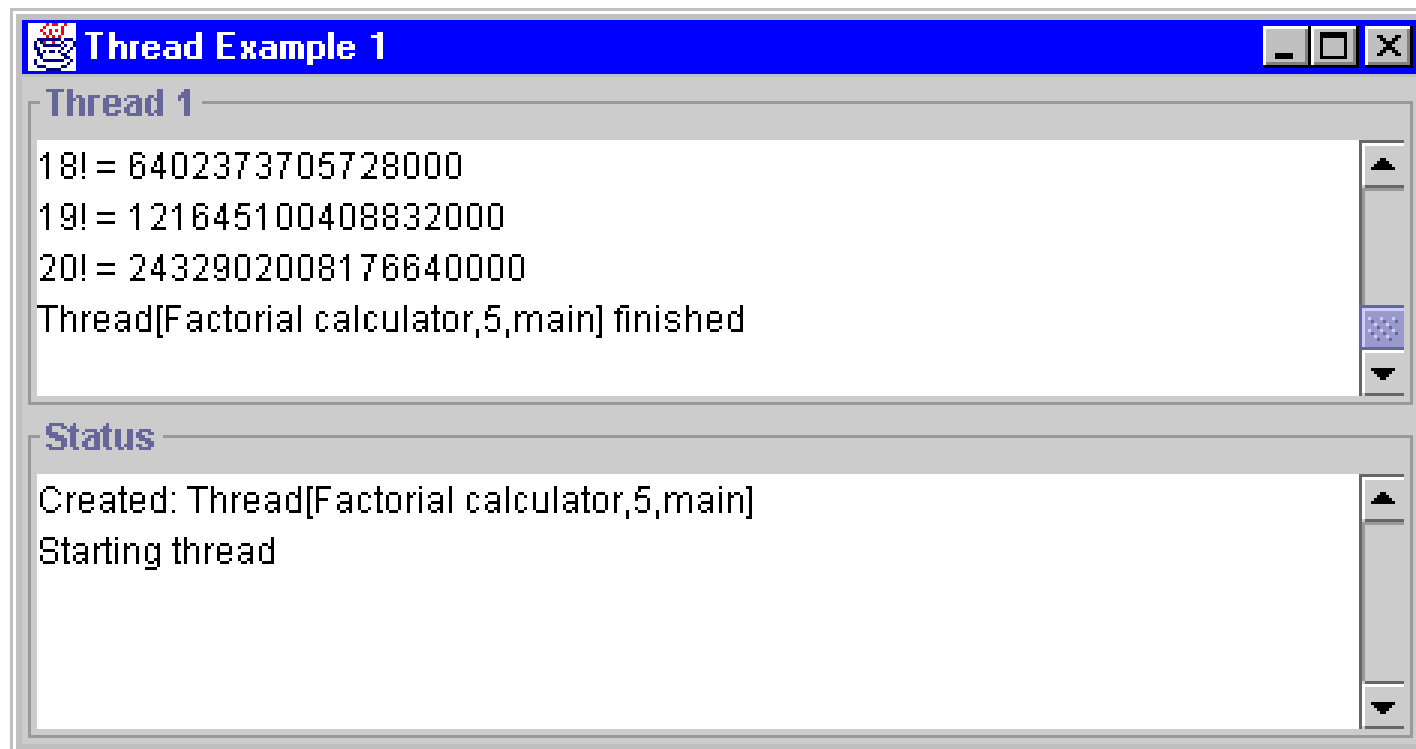 Thread Example 1
Thread 1
18! = 6402373705728000
19! = 121645100408832000
20! = 2432902008176640000
Thread[Factorial calculator,5,main] finished
Status
Created: Thread[Factorial calculator,5,main]
Starting thread